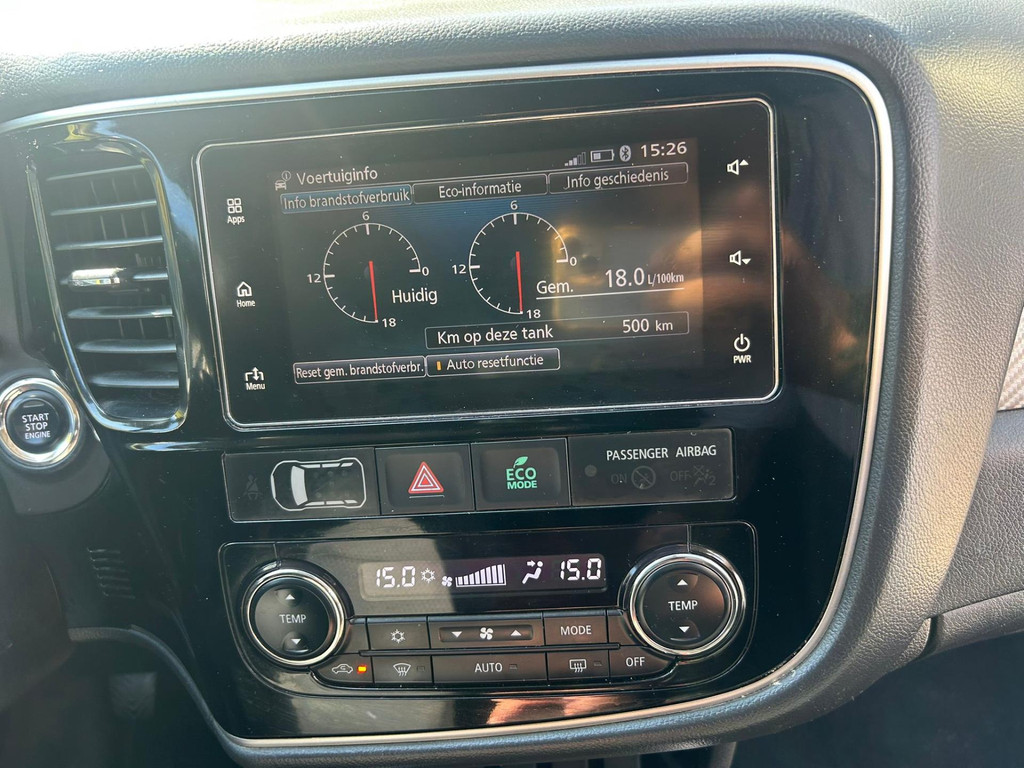 15:26
Voertuiginfo
Info brandstofverbruik Eco-informatie Info geschiedenis
Apps
6 6
12 0 12 0
Huidig Gem. 18.0 L/100km
18 18
Home
Km op deze tank 500 km
Reset gem. brandstofverbr. Auto resetfunctie
Menu
PWR
START
STOP
ENGINE
ECO
MODE
PASSENGER AIRBAG
ON OFF
15.0 15.0
TEMP
TEMP
MODE
AUTO
OFF